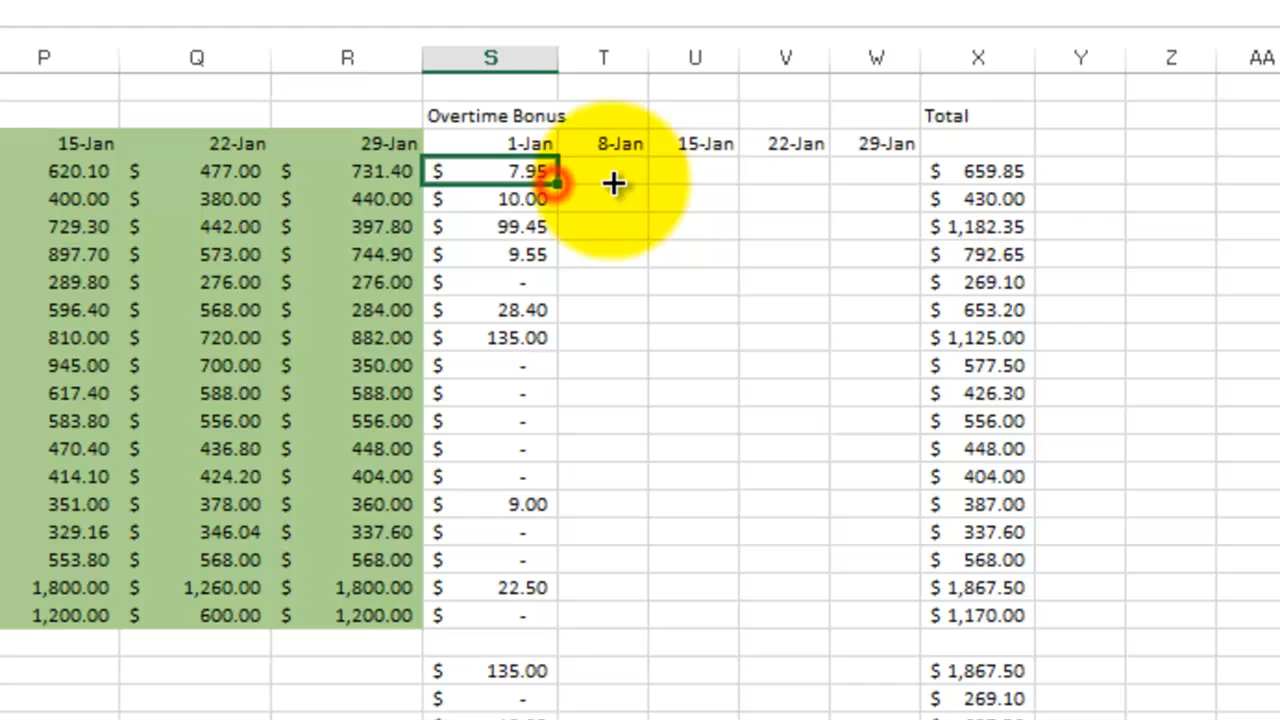 P Q R S T U V W X Y Z AA
Overtime Bonus Total
15-Jan 22-Jan 29-Jan 1-Jan 8-Jan 15-Jan 22-Jan 29-Jan
620.10 $ 477.00 $ 731.40 $ 7.95 $ 659.85
400.00 $ 380.00 $ 440.00 $ 10.00 $ 430.00
729.30 $ 442.00 $ 397.80 $ 99.45 $ 1,182.35
897.70 $ 573.00 $ 744.90 $ 9.55 $ 792.65
289.80 $ 276.00 $ 276.00 $ - $ 269.10
596.40 $ 568.00 $ 284.00 $ 28.40 $ 653.20
810.00 $ 720.00 $ 882.00 $ 135.00 $ 1,125.00
945.00 $ 700.00 $ 350.00 $ - $ 577.50
617.40 $ 588.00 $ 588.00 $ - $ 426.30
583.80 $ 556.00 $ 556.00 $ - $ 556.00
470.40 $ 436.80 $ 448.00 $ - $ 448.00
414.10 $ 424.20 $ 404.00 $ - $ 404.00
351.00 $ 378.00 $ 360.00 $ 9.00 $ 387.00
329.16 $ 346.04 $ 337.60 $ - $ 337.60
553.80 $ 568.00 $ 568.00 $ - $ 568.00
1,800.00 $ 1,260.00 $ 1,800.00 $ 22.50 $ 1,867.50
1,200.00 $ 600.00 $ 1,200.00 $ - $ 1,170.00
$ 135.00 $ 1,867.50
$ - $ 269.10